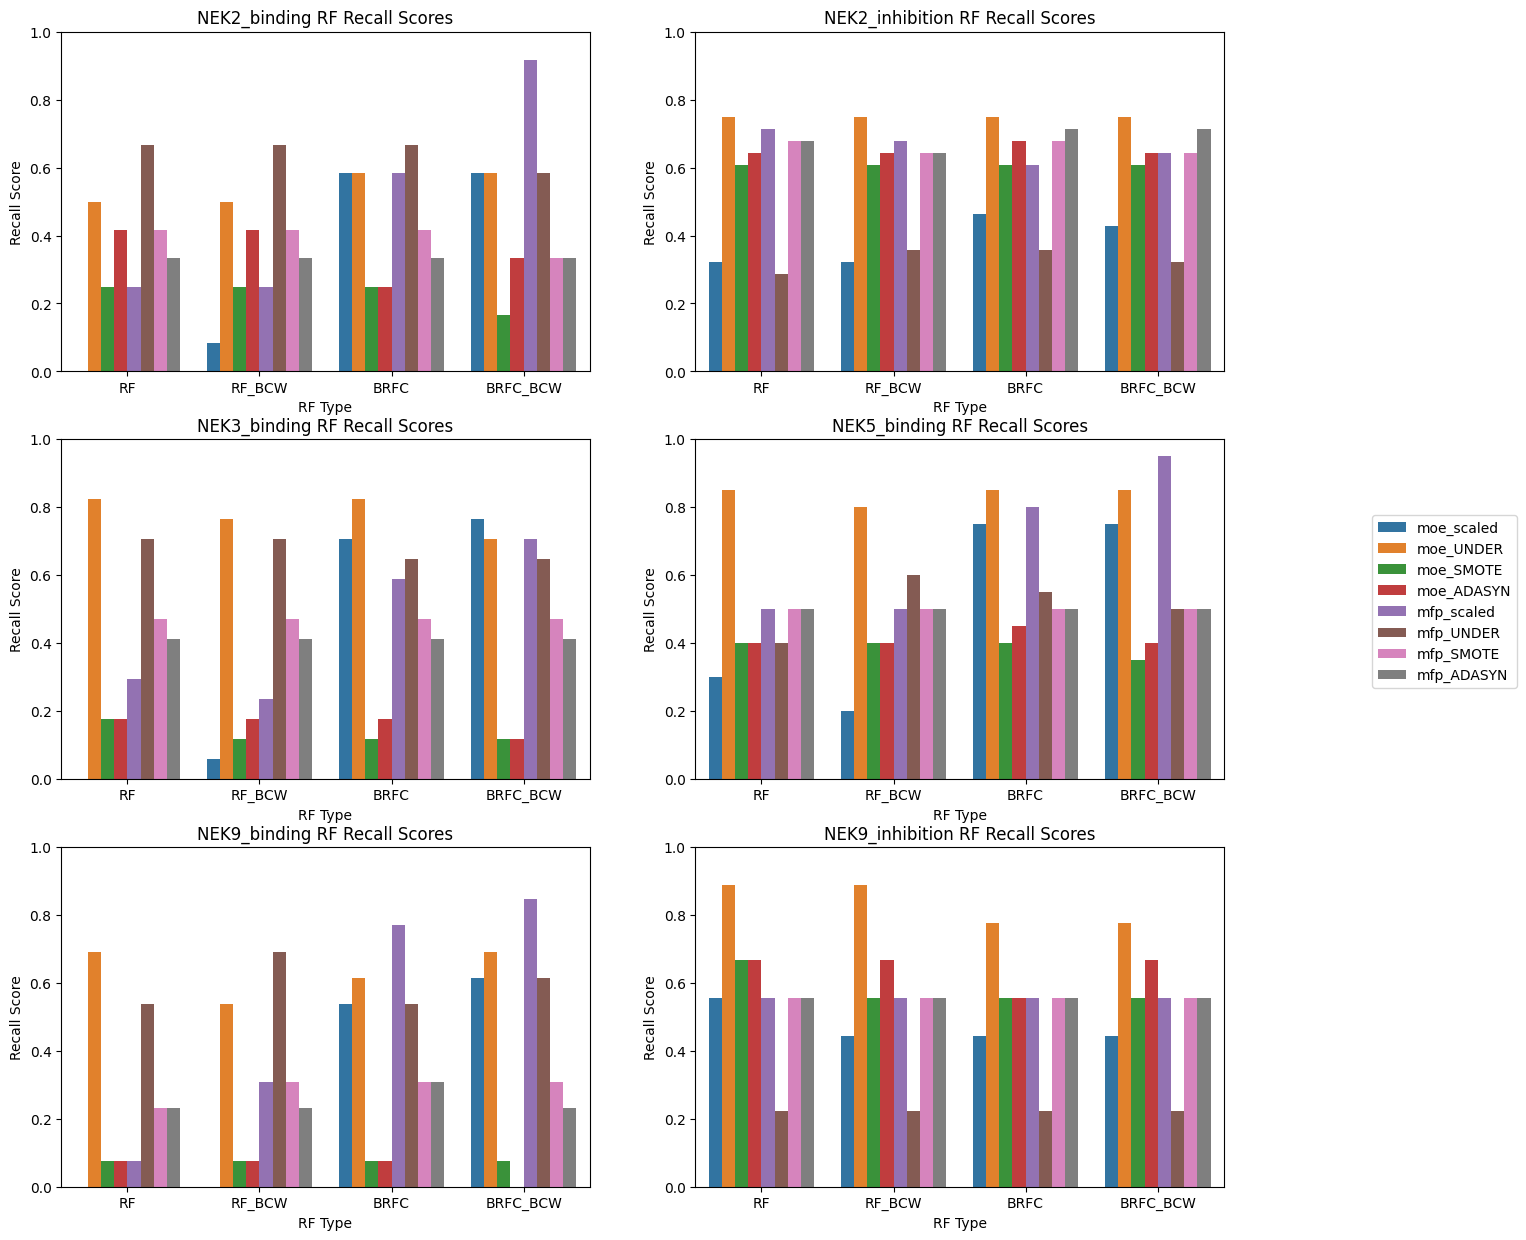 NEK2_binding RF Recall Scores
1.0
0.8
0.6
0.4
0.2
0.0
Recall Score
RF
RF_BCW
BRFC
BRFC_BCW
RF Type
NEK2_inhibition RF Recall Scores
1.0
0.8
0.6
0.4
0.2
0.0
Recall Score
RF
RF_BCW
BRFC
BRFC_BCW
RF Type
NEK3_binding RF Recall Scores
1.0
0.8
0.6
0.4
0.2
0.0
Recall Score
RF
RF_BCW
BRFC
BRFC_BCW
RF Type
NEK5_binding RF Recall Scores
1.0
0.8
0.6
0.4
0.2
0.0
Recall Score
RF
RF_BCW
BRFC
BRFC_BCW
RF Type
moe_scaled
moe_UNDER
moe_SMOTE
moe_ADASYN
mfp_scaled
mfp_UNDER
mfp_SMOTE
mfp_ADASYN
NEK9_binding RF Recall Scores
1.0
0.8
0.6
0.4
0.2
0.0
Recall Score
RF
RF_BCW
BRFC
BRFC_BCW
RF Type
NEK9_inhibition RF Recall Scores
1.0
0.8
0.6
0.4
0.2
0.0
Recall Score
RF
RF_BCW
BRFC
BRFC_BCW
RF Type